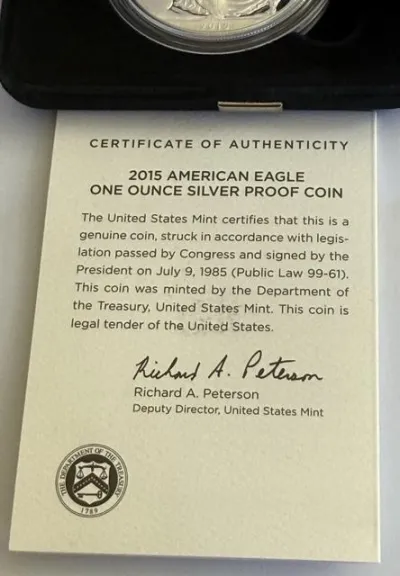 2015
CERTIFICATE OF AUTHENTICITY
2015 AMERICAN EAGLE
ONE OUNCE SILVER PROOF COIN
The United States Mint certifies that this is a
genuine coin, struck in accordance with legis-
lation passed by Congress and signed by the
President on July 9, 1985 (Public Law 99-61).
This coin was minted by the Department of
the Treasury, United States Mint. This coin is
legal tender of the United States.
Richard A. Peterson
Richard A. Peterson
Deputy Director, United States Mint
THE DEPARTMENT OF THE TREASURY
1789